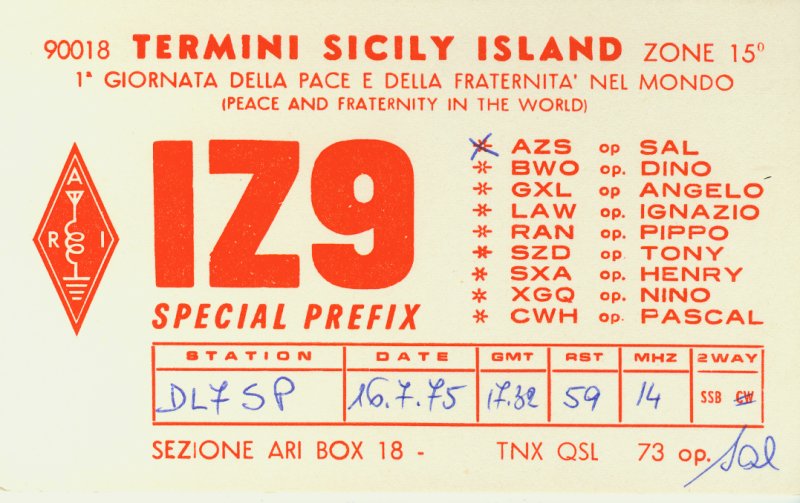 90018 TERMINI SICILY ISLAND ZONE 15°
1ª GIORNATA DELLA PACE E DELLA FRATERNITA' NEL MONDO
(PEACE AND FRATERNITY IN THE WORLD)
A
R I
IZ9
SPECIAL PREFIX
* AZS op SAL
* BWO op. DINO
* GXL op. ANGELO
* LAW op. IGNAZIO
* RAN op. PIPPO
* SZD op. TONY
* SXA op. HENRY
* XGQ op. NINO
* CWH op. PASCAL
STATION DATE GMT RST MHZ 2WAY
DL7SP 16.7.75 17.32 59 14 SSB CW
SEZIONE ARI BOX 18 - TNX QSL 73 op. Sal